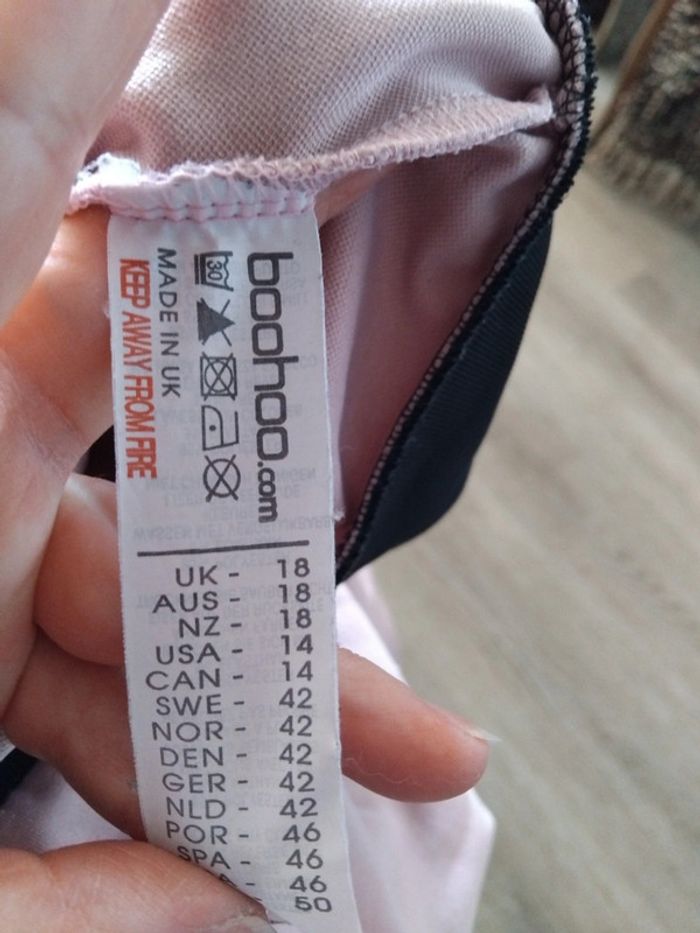 boohoo.com
30
MADE IN UK
KEEP AWAY FROM FIRE
UK - 18
AUS - 18
NZ - 18
USA - 14
CAN - 14
SWE - 42
NOR - 42
DEN - 42
GER - 42
NLD - 42
POR - 46
SPA - 46
46
50